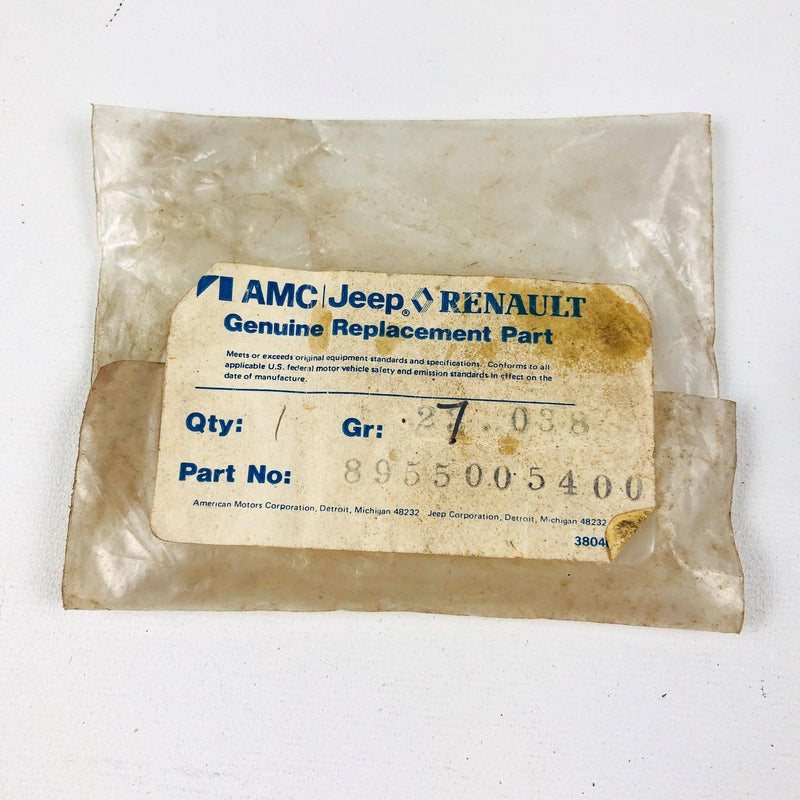 AMC|Jeep® RENAULT
Genuine Replacement Part
Meets or exceeds original equipment standards and specifications. Conforms to all
applicable U.S. federal motor vehicle safety and emission standards in effect on the
date of manufacture.
Qty: 1 Gr: 27.038
Part No: 8955005400
American Motors Corporation, Detroit, Michigan 48232 Jeep Corporation, Detroit, Michigan 48232